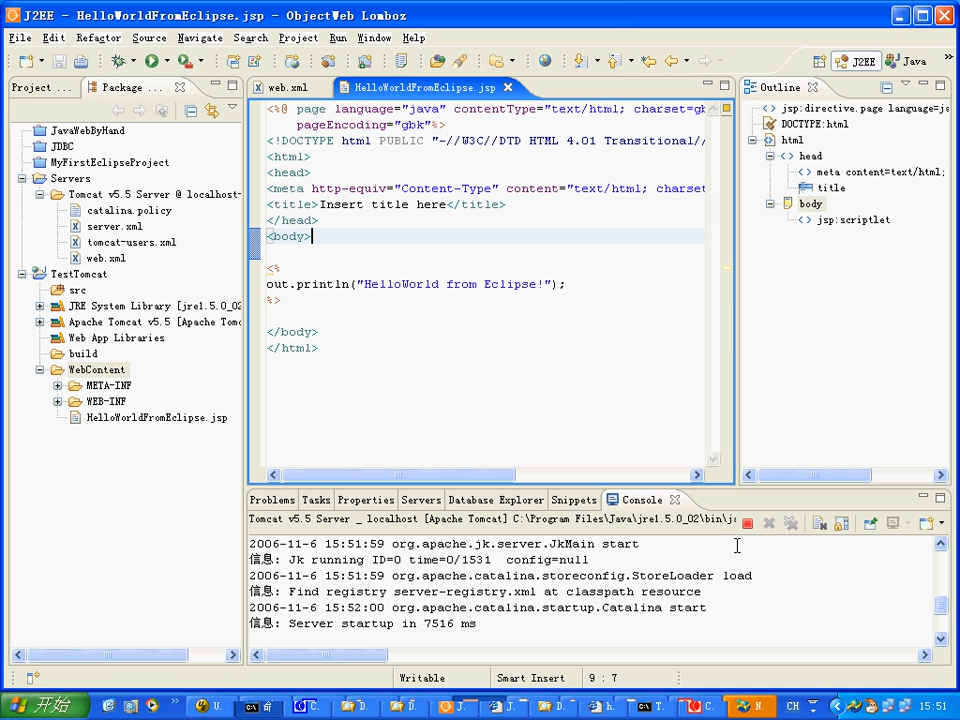 J2EE - HelloWorldFromEclipse.jsp - ObjectWeb Lomboz
File Edit Refactor Source Navigate Search Project Run Window Help
J2EE Java
Project ... Package ...
JavaWebByHand
JDBC
MyFirstEclipseProject
Servers
Tomcat v5.5 Server @ localhost-
catalina.policy
server.xml
tomcat-users.xml
web.xml
TestTomcat
src
JRE System Library [jre1.5.0_02
Apache Tomcat v5.5 [Apache Tomc
Web App Libraries
build
WebContent
META-INF
WEB-INF
HelloWorldFromEclipse.jsp
web.xml HelloWorldFromEclipse.jsp
<%@ page language="java" contentType="text/html; charset=gb
pageEncoding="gbk"%>
<!DOCTYPE html PUBLIC "-//W3C//DTD HTML 4.01 Transitional//
<html>
<head>
<meta http-equiv="Content-Type" content="text/html; charset
<title>Insert title here</title>
</head>
<body>
<%
out.println("HelloWorld from Eclipse!");
%>
</body>
</html>
Outline
jsp:directive.page language=j
DOCTYPE:html
html
head
meta content=text/html;
title
body
jsp:scriptlet
Problems Tasks Properties Servers Database Explorer Snippets Console
Tomcat v5.5 Server _ localhost [Apache Tomcat] C:\Program Files\Java\jre1.5.0_02\bin\j
2006-11-6 15:51:59 org.apache.jk.server.JkMain start
信息: Jk running ID=0 time=0/1531 config=null
2006-11-6 15:51:59 org.apache.catalina.storeconfig.StoreLoader load
信息: Find registry server-registry.xml at classpath resource
2006-11-6 15:52:00 org.apache.catalina.startup.Catalina start
信息: Server startup in 7516 ms
Writable Smart Insert 9 : 7
开始 U. 命 C. D. D. J. J. D. h. T. C. N. CH 15:51